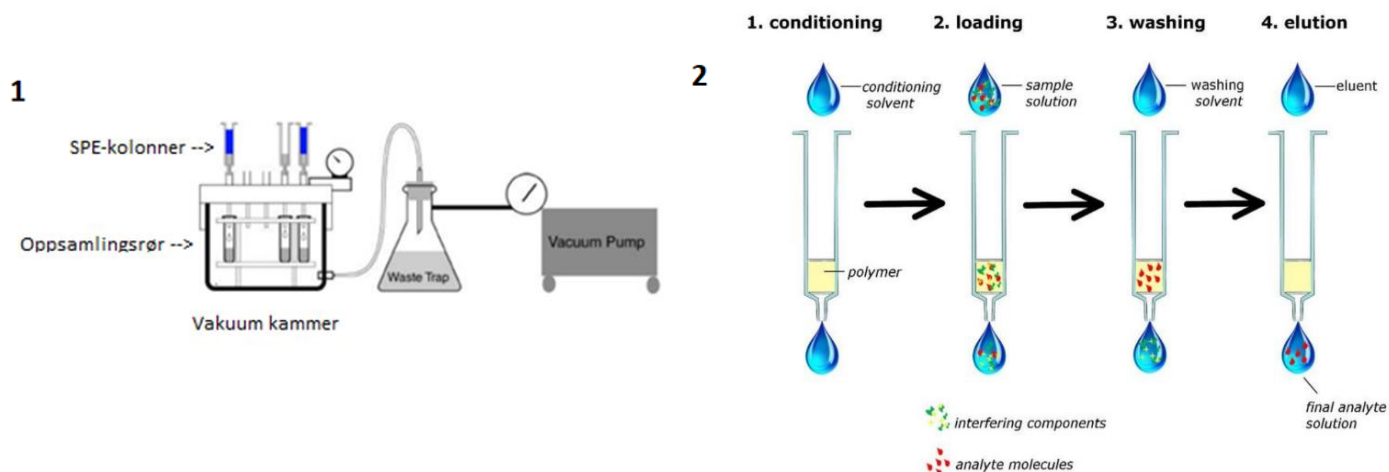 1
SPE-kolonner -->
Oppsamlingsrør -->
Waste Trap
Vacuum Pump
Vakuum kammer
2
1. conditioning
2. loading
3. washing
4. elution
conditioning
solvent
sample
solution
washing
solvent
eluent
polymer
final analyte
solution
interfering components
analyte molecules